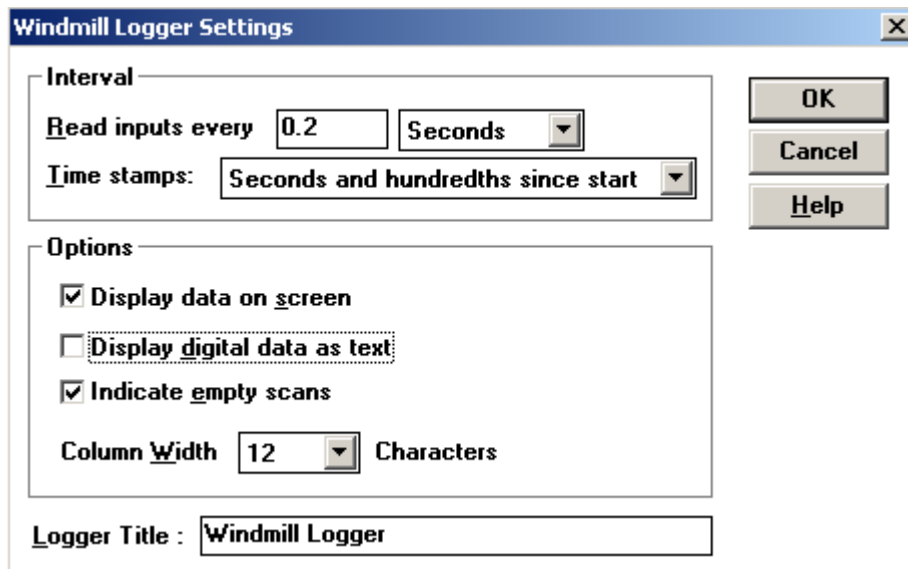 Windmill Logger Settings
Interval
Read inputs every 0.2 Seconds
Time stamps: Seconds and hundredths since start
OK
Cancel
Help
Options
Display data on screen
Display digital data as text
Indicate empty scans
Column Width 12 Characters
Logger Title : Windmill Logger